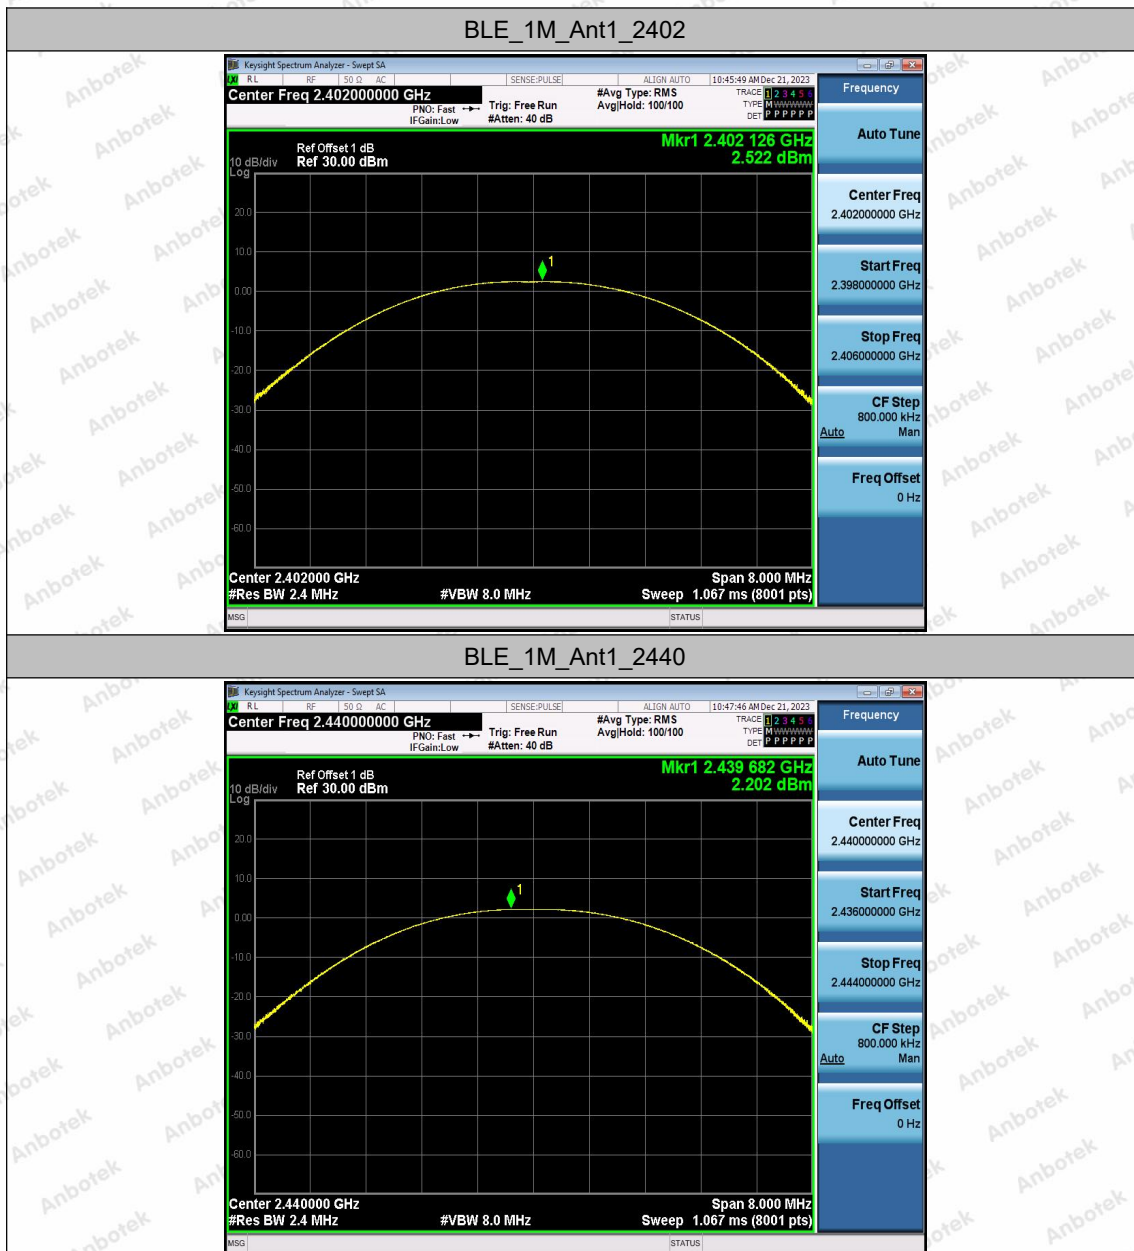 BLE_1M_Ant1_2402
Keysight Spectrum Analyzer - Swept SA
LXI RL RF 50 Ω AC SENSE:PULSE ALIGN AUTO 10:45:49 AM Dec 21, 2023
Center Freq 2.402000000 GHz
PNO: Fast
IFGain:Low
Trig: Free Run
#Atten: 40 dB
#Avg Type: RMS
Avg|Hold: 100/100
TRACE 1 2 3 4 5 6
TYPE M WWWWW
DET P P P P P P
Frequency
Mkr1 2.402 126 GHz
2.522 dBm
Ref Offset 1 dB
10 dB/div Ref 30.00 dBm
Log
20.0
10.0
0.00
-10.0
-20.0
-30.0
-40.0
-50.0
-60.0
1
Center 2.402000 GHz Span 8.000 MHz
#Res BW 2.4 MHz #VBW 8.0 MHz Sweep 1.067 ms (8001 pts)
MSG STATUS
Auto Tune
Center Freq
2.402000000 GHz
Start Freq
2.398000000 GHz
Stop Freq
2.406000000 GHz
CF Step
800.000 kHz
Auto Man
Freq Offset
0 Hz
BLE_1M_Ant1_2440
Keysight Spectrum Analyzer - Swept SA
LXI RL RF 50 Ω AC SENSE:PULSE ALIGN AUTO 10:47:46 AM Dec 21, 2023
Center Freq 2.440000000 GHz
PNO: Fast
IFGain:Low
Trig: Free Run
#Atten: 40 dB
#Avg Type: RMS
Avg|Hold: 100/100
TRACE 1 2 3 4 5 6
TYPE M WWWWW
DET P P P P P P
Frequency
Mkr1 2.439 682 GHz
2.202 dBm
Ref Offset 1 dB
10 dB/div Ref 30.00 dBm
Log
20.0
10.0
0.00
-10.0
-20.0
-30.0
-40.0
-50.0
-60.0
1
Center 2.440000 GHz Span 8.000 MHz
#Res BW 2.4 MHz #VBW 8.0 MHz Sweep 1.067 ms (8001 pts)
MSG STATUS
Auto Tune
Center Freq
2.440000000 GHz
Start Freq
2.436000000 GHz
Stop Freq
2.444000000 GHz
CF Step
800.000 kHz
Auto Man
Freq Offset
0 Hz
Anbotek